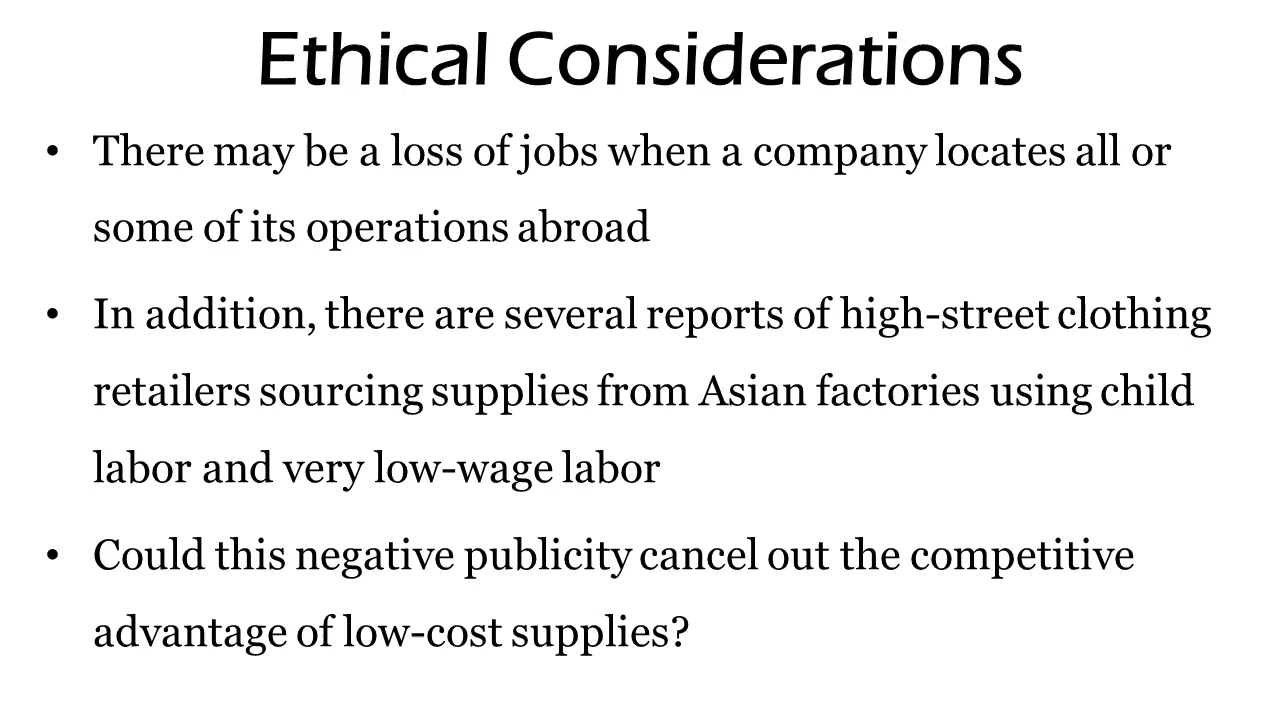 Ethical Considerations
• There may be a loss of jobs when a company locates all or
some of its operations abroad
• In addition, there are several reports of high-street clothing
retailers sourcing supplies from Asian factories using child
labor and very low-wage labor
• Could this negative publicity cancel out the competitive
advantage of low-cost supplies?